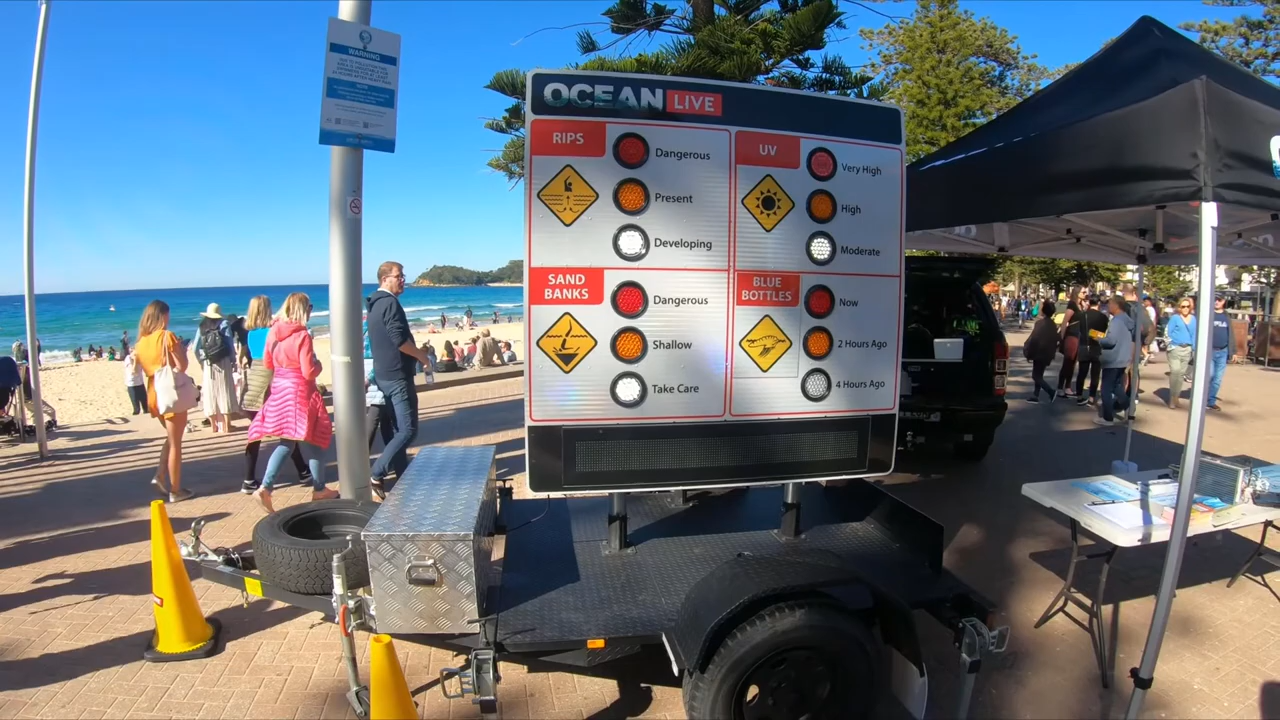 WARNING
NOTE
OCEAN LIVE
RIPS
Dangerous
Present
Developing
UV
Very High
High
Moderate
SAND
BANKS
Dangerous
Shallow
Take Care
BLUE
BOTTLES
Now
2 Hours Ago
4 Hours Ago